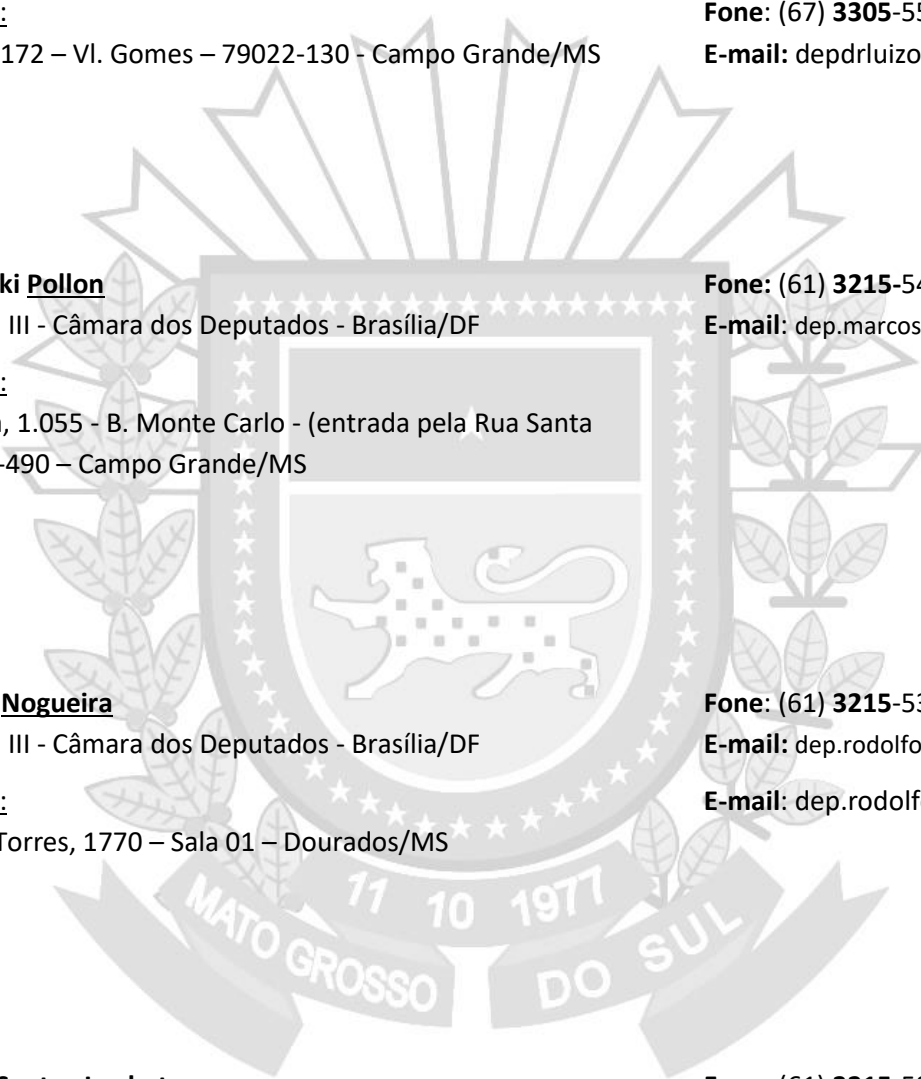 :
172 – Vl. Gomes – 79022-130 - Campo Grande/MS
Fone: (67) 3305-55
E-mail: depdrluizo
ki Pollon
III - Câmara dos Deputados - Brasília/DF
Fone: (61) 3215-54
E-mail: dep.marcos
:
, 1.055 - B. Monte Carlo - (entrada pela Rua Santa
-490 – Campo Grande/MS
Nogueira
III - Câmara dos Deputados - Brasília/DF
Fone: (61) 3215-53
E-mail: dep.rodolfo
:
Torres, 1770 – Sala 01 – Dourados/MS
E-mail: dep.rodolf
MATO GROSSO
11 10 1977
DO SUL